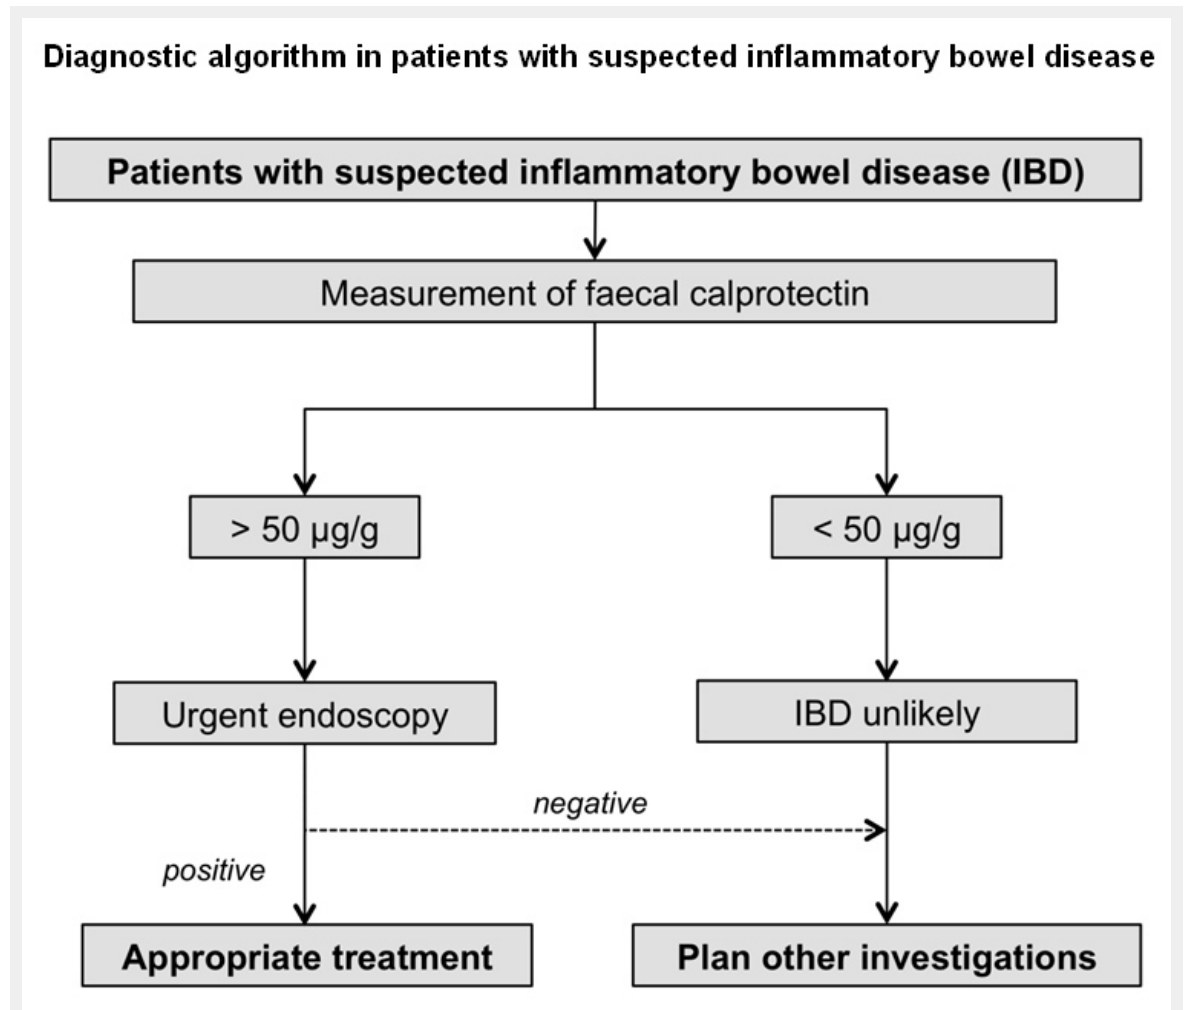 Diagnostic algorithm in patients with suspected inflammatory bowel disease
Patients with suspected inflammatory bowel disease (IBD)
Measurement of faecal calprotectin
> 50 µg/g
< 50 µg/g
Urgent endoscopy
IBD unlikely
negative
positive
Appropriate treatment
Plan other investigations